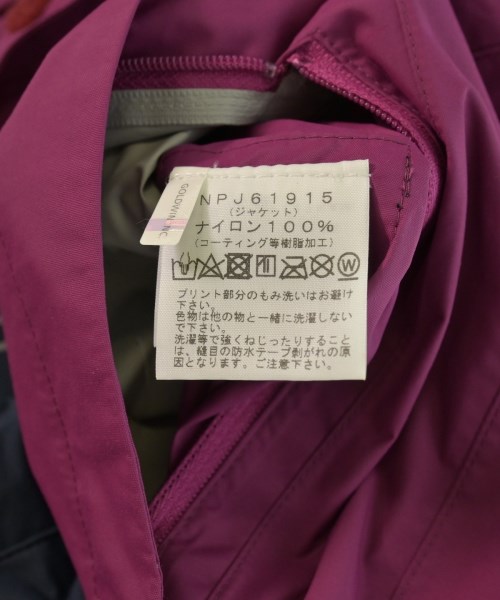 NPJ61915
(ジャケット)
ナイロン100%
(コーティング等樹脂加工)
プリント部分のもみ洗いはお避け
下さい。
色物は他の物と一緒に洗濯しない
で下さい。
洗濯等で強くねじったりすること
は、縫目の防水テープ剥がれの原
因となります。ご注意下さい。
GOLDWIN INC